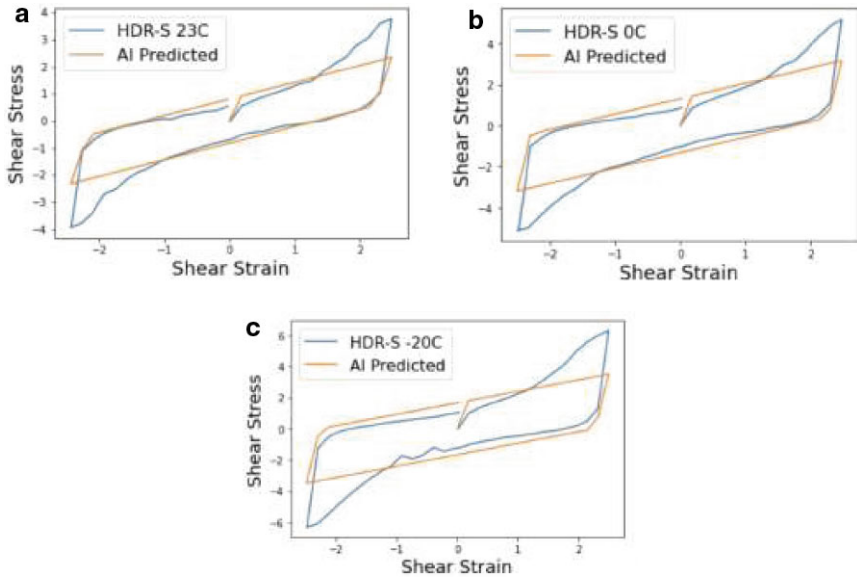 a
HDR-S 23C
AI Predicted
4
3
2
1
0
−1
−2
−3
−4
Shear Stress
−2 −1 0 1 2
Shear Strain
b
HDR-S 0C
AI Predicted
4
2
0
−2
−4
Shear Stress
−2 −1 0 1 2
Shear Strain
c
HDR-S -20C
AI Predicted
6
4
2
0
−2
−4
−6
Shear Stress
−2 −1 0 1 2
Shear Strain